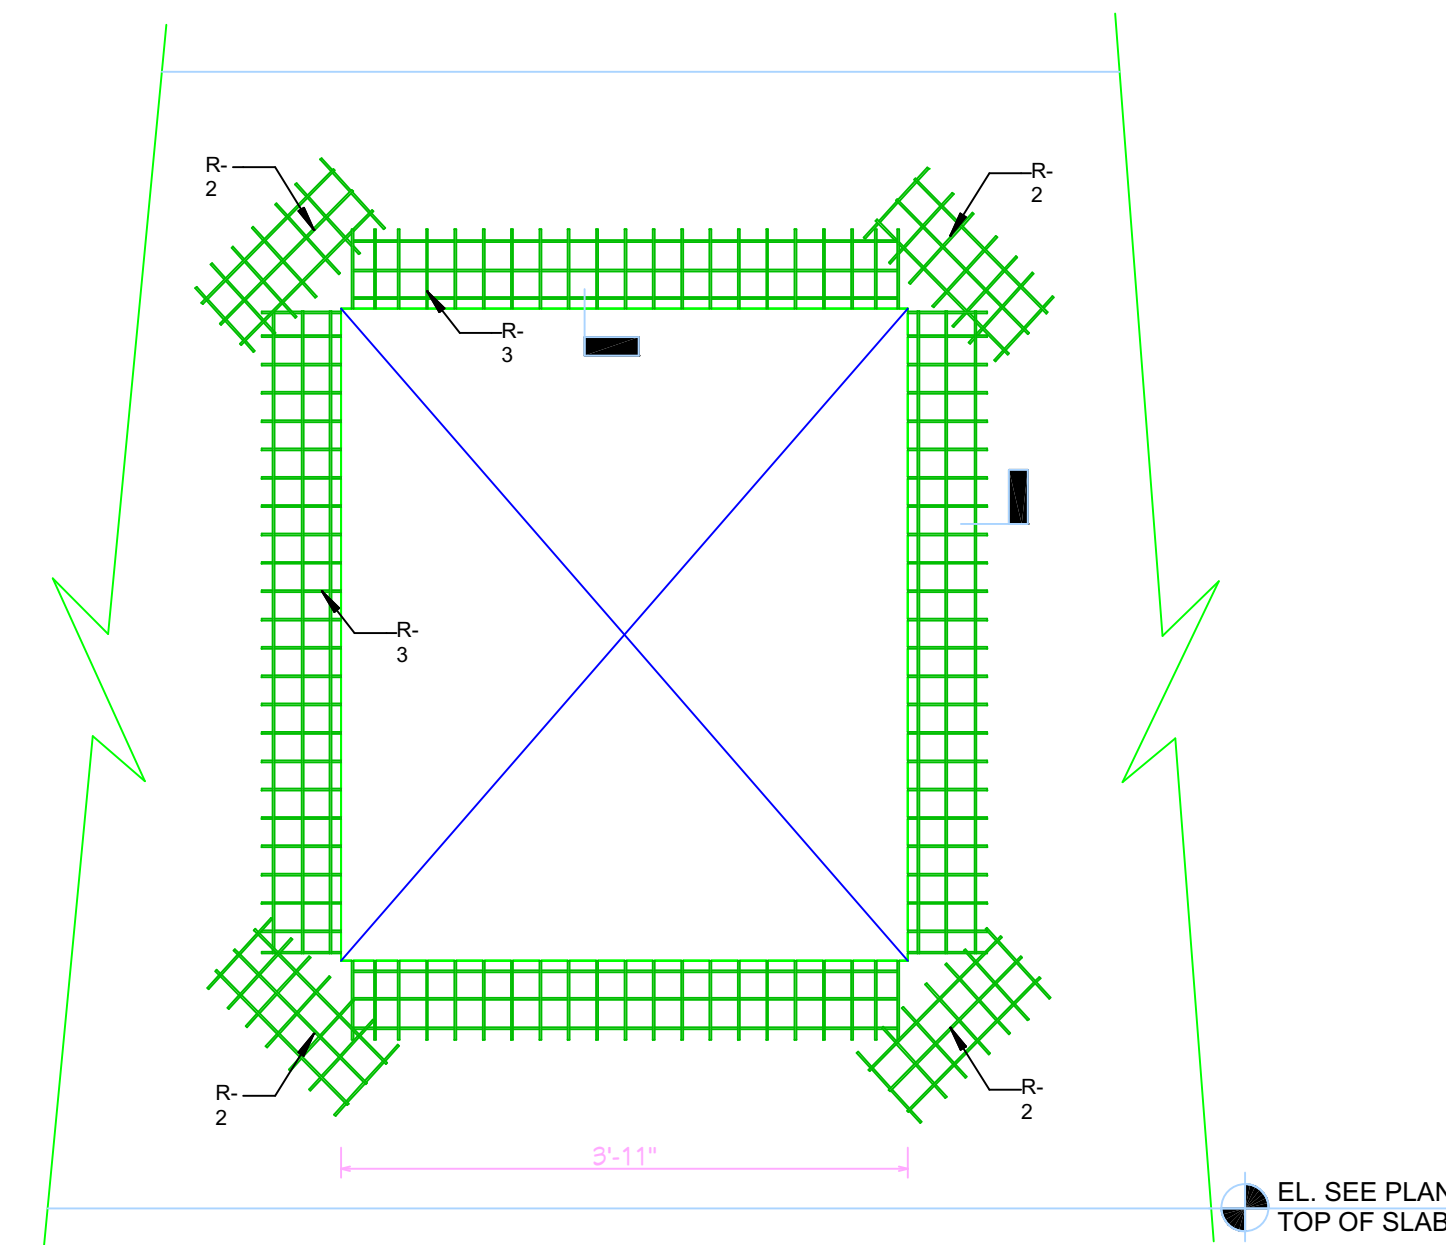 R-
2
R-
2
R-
3
R-
3
R-
2
R-
2
3'-11"
EL. SEE PLAN
TOP OF SLAB